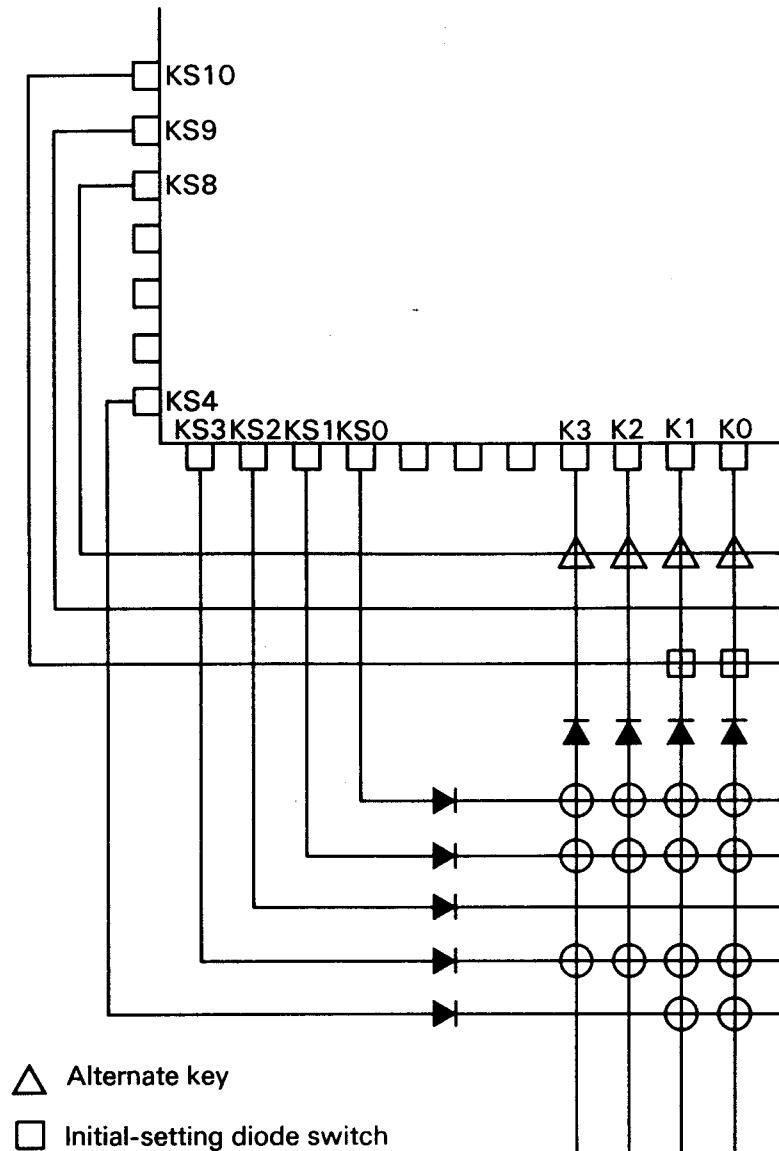 KS10
KS9
KS8
KS4
KS3 KS2 KS1 KS0 K3 K2 K1 K0
Alternate key
Initial-setting diode switch